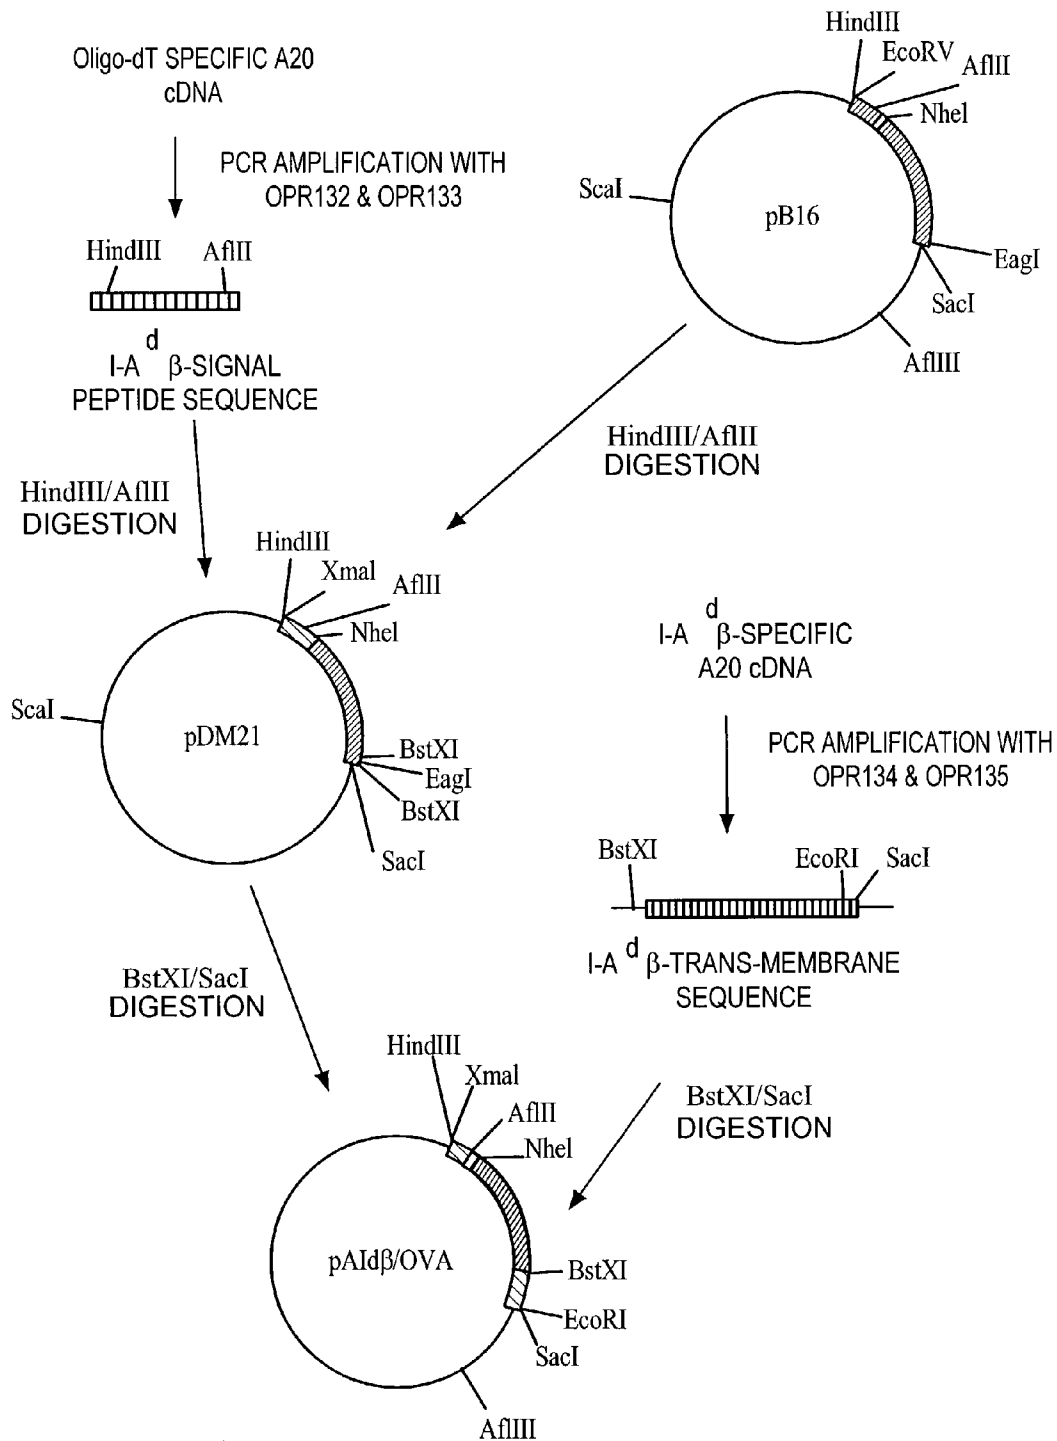 Oligo-dT SPECIFIC A20
cDNA
PCR AMPLIFICATION WITH
OPR132 & OPR133
HindIII
AflII
I-A d β-SIGNAL
PEPTIDE SEQUENCE
HindIII/AflII
DIGESTION
HindIII
EcoRV
AflII
NheI
ScaI
pB16
EagI
SacI
AflIII
HindIII/AflII
DIGESTION
HindIII
XmaI
AflII
NheI
ScaI
pDM21
BstXI
EagI
BstXI
SacI
I-A d β-SPECIFIC
A20 cDNA
PCR AMPLIFICATION WITH
OPR134 & OPR135
BstXI
EcoRI
SacI
I-A d β-TRANS-MEMBRANE
SEQUENCE
BstXI/SacI
DIGESTION
BstXI/SacI
DIGESTION
HindIII
XmaI
AflII
NheI
pAIdβ/OVA
BstXI
EcoRI
SacI
AflIII